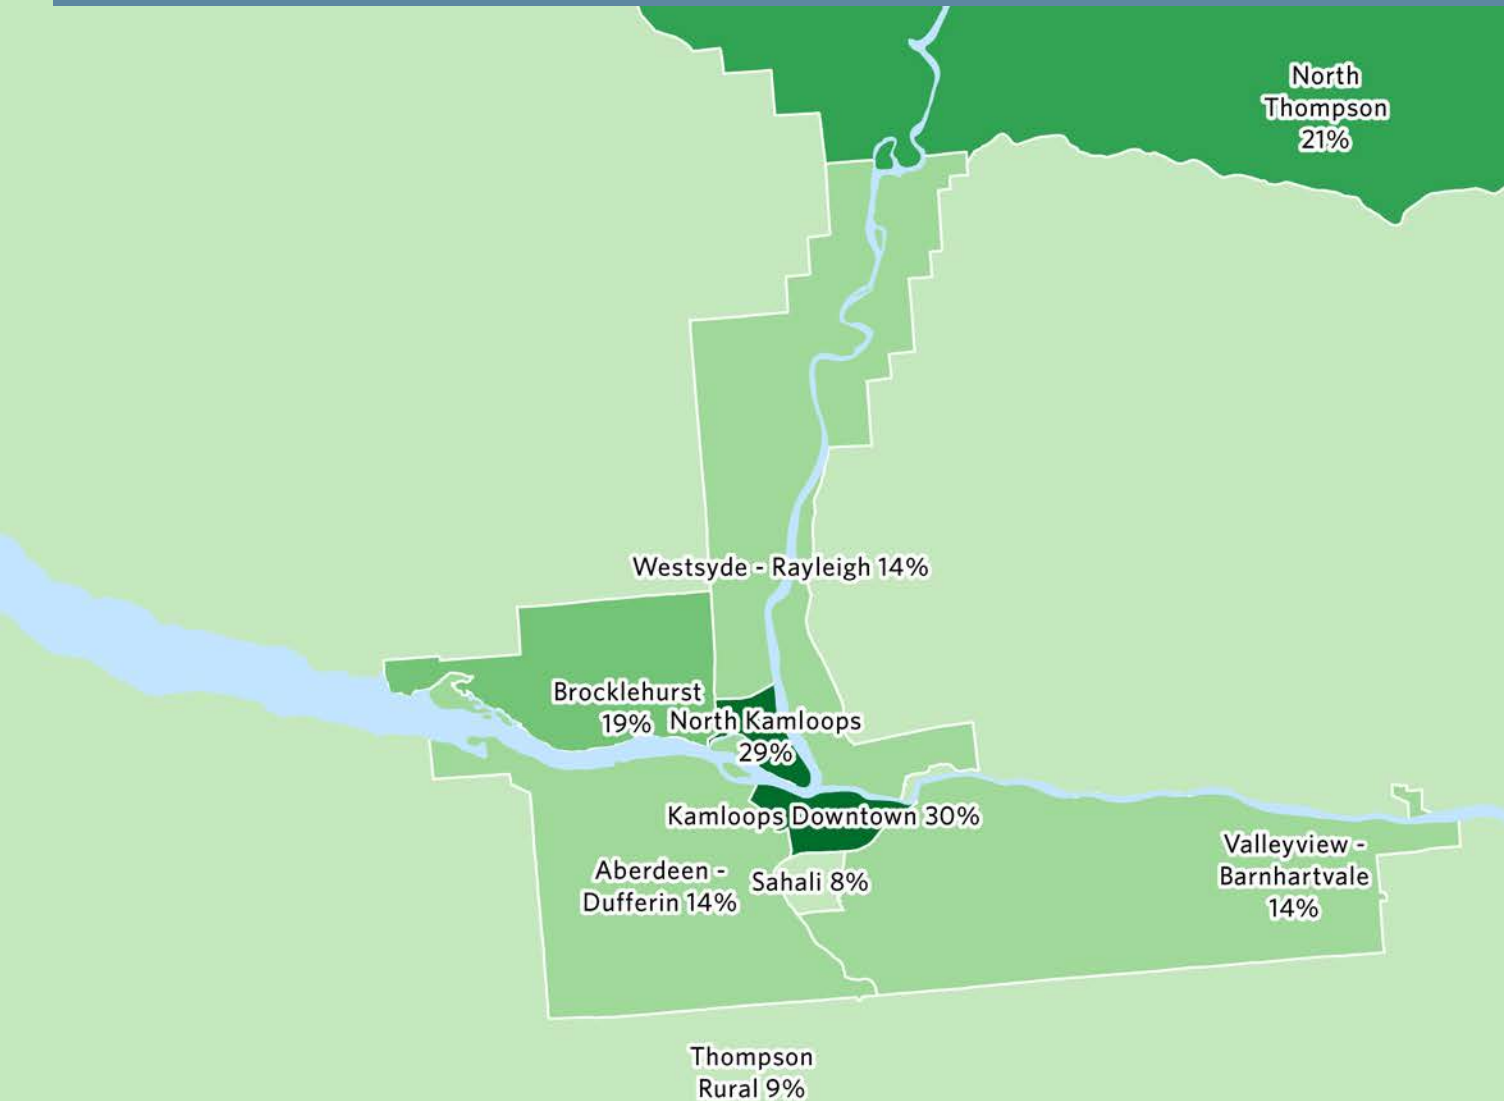 North
Thompson
21%
Westsyde - Rayleigh 14%
Brocklehurst
19%
North Kamloops
29%
Kamloops Downtown 30%
Aberdeen -
Dufferin 14%
Sahali 8%
Valleyview -
Barnhartvale
14%
Thompson
Rural 9%